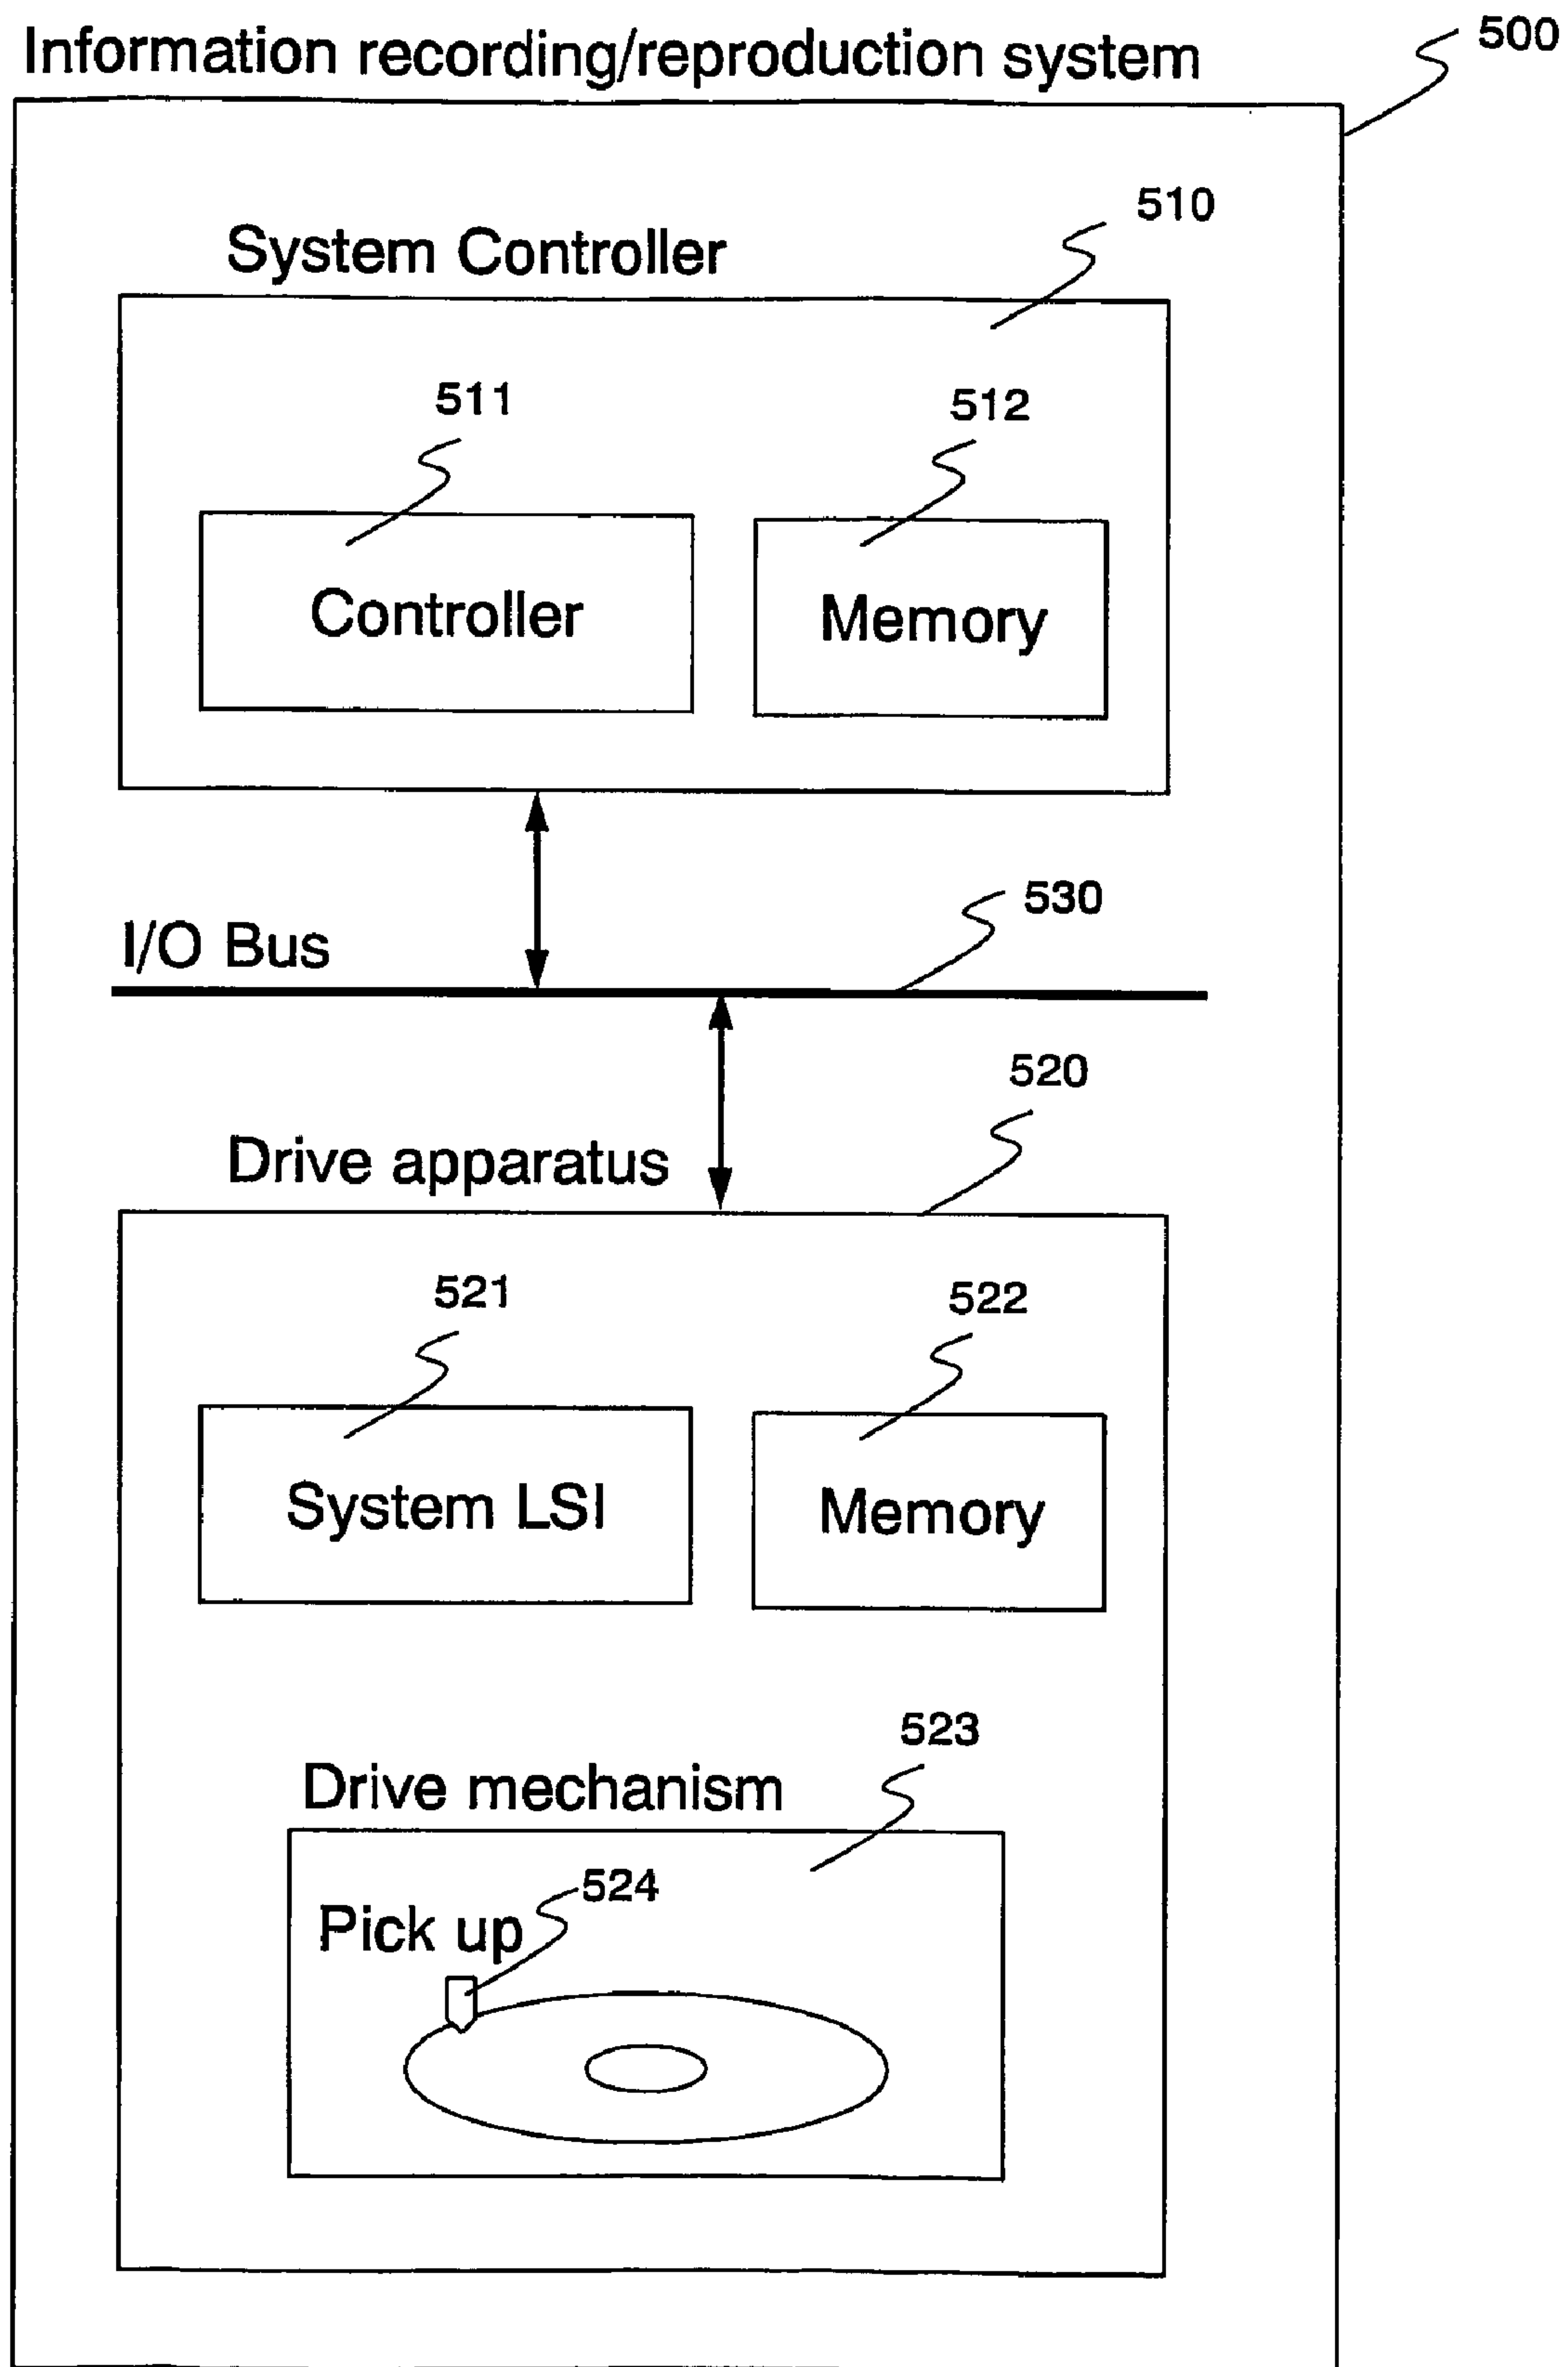 Information recording/reproduction system
500
System Controller
510
511
512
Controller
Memory
I/O Bus
530
520
Drive apparatus
521
522
System LSI
Memory
523
Drive mechanism
524
Pick up